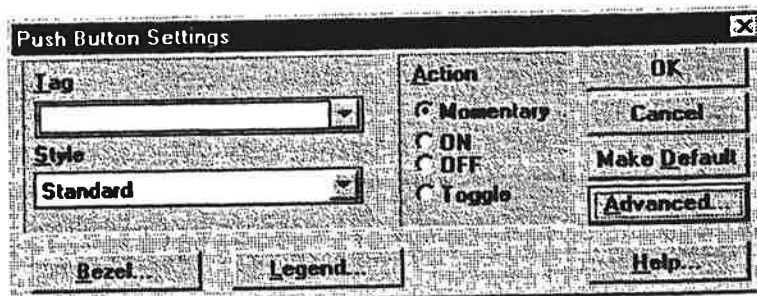 Push Button Settings
Tag
Style
Standard
Action
Momentary
ON
OFF
Toggle
OK
Cancel
Make Default
Advanced...
Bezel...
Legend...
Help...